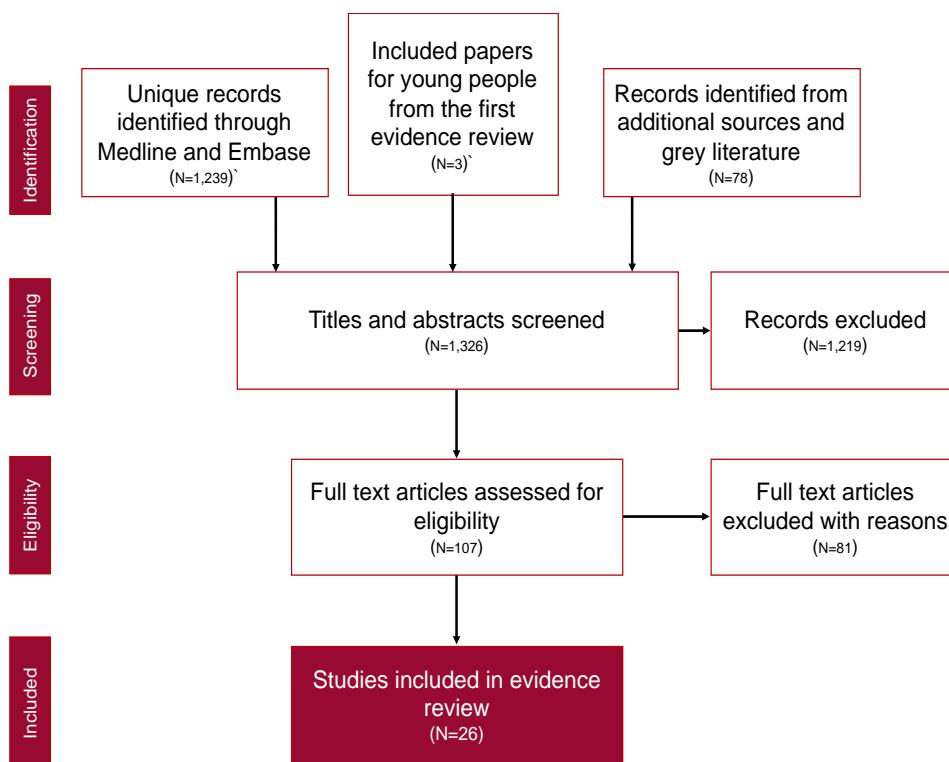 Identification
Unique records
identified through
Medline and Embase
(N=1,239)`
Included papers
for young people
from the first
evidence review
(N=3)`
Records identified from
additional sources and
grey literature
(N=78)
Screening
Titles and abstracts screened
(N=1,326)
Records excluded
(N=1,219)
Eligibility
Full text articles assessed for
eligibility
(N=107)
Full text articles
excluded with reasons
(N=81)
Included
Studies included in evidence
review
(N=26)